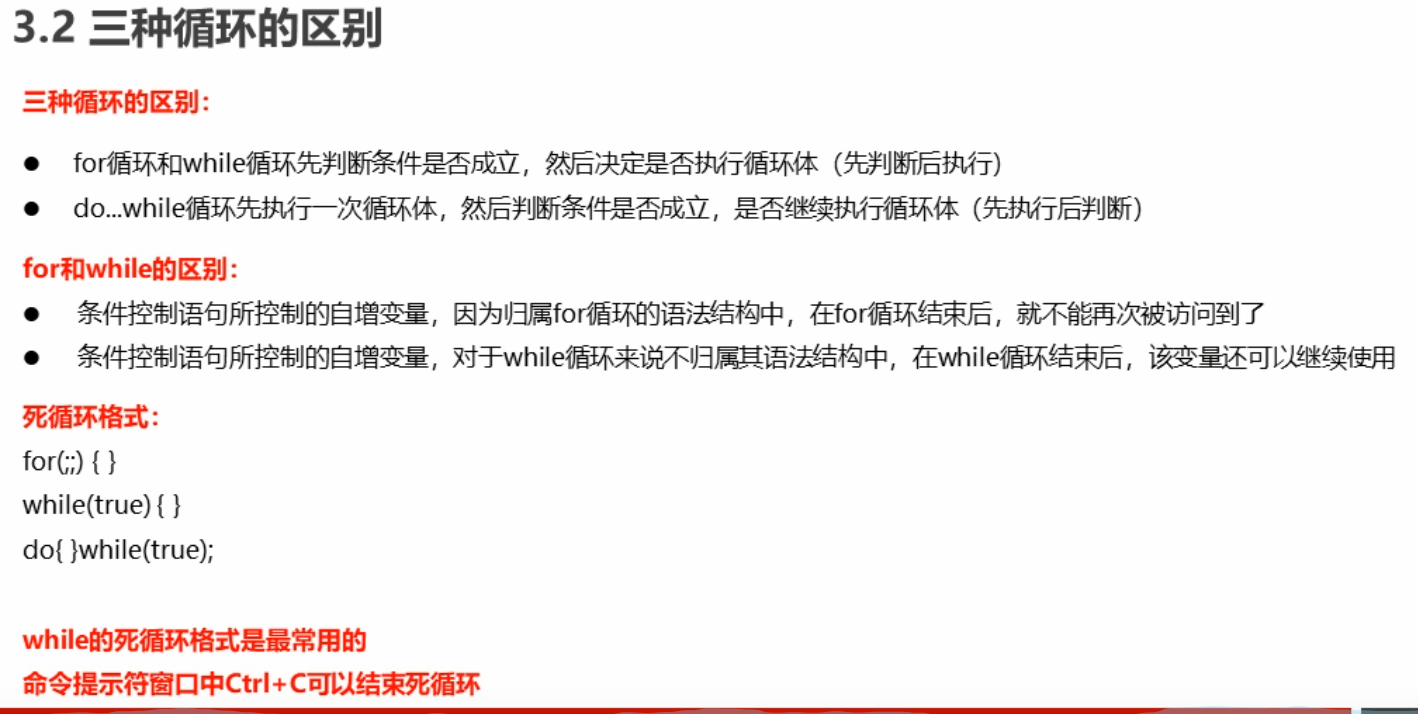 3.2 三种循环的区别
三种循环的区别：
● for循环和while循环先判断条件是否成立，然后决定是否执行循环体（先判断后执行）
● do...while循环先执行一次循环体，然后判断条件是否成立，是否继续执行循环体（先执行后判断）
for和while的区别：
● 条件控制语句所控制的自增变量，因为归属for循环的语法结构中，在for循环结束后，就不能再次被访问到了
● 条件控制语句所控制的自增变量，对于while循环来说不归属其语法结构中，在while循环结束后，该变量还可以继续使用
死循环格式：
for(;;) { }
while(true) { }
do{ }while(true);
while的死循环格式是最常用的
命令提示符窗口中Ctrl+C可以结束死循环